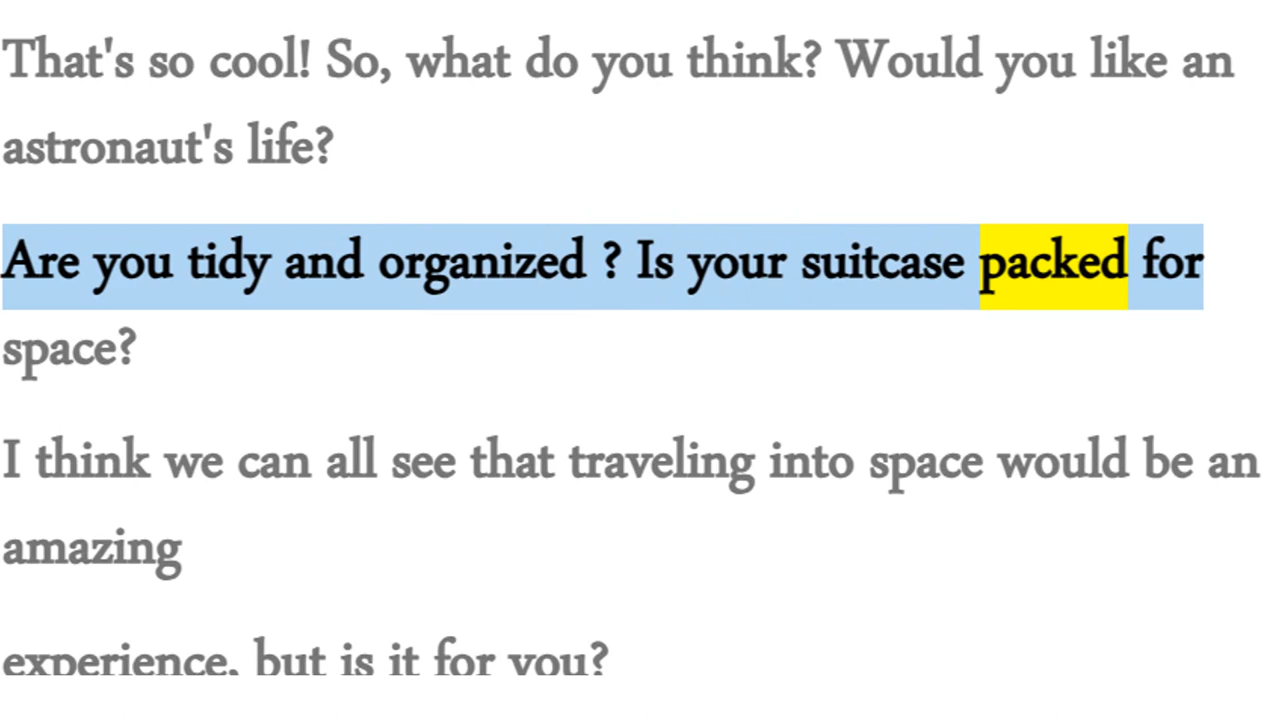 That's so cool! So, what do you think? Would you like an
astronaut's life?
Are you tidy and organized ? Is your suitcase packed for
space?
I think we can all see that traveling into space would be an
amazing
experience, but is it for you?